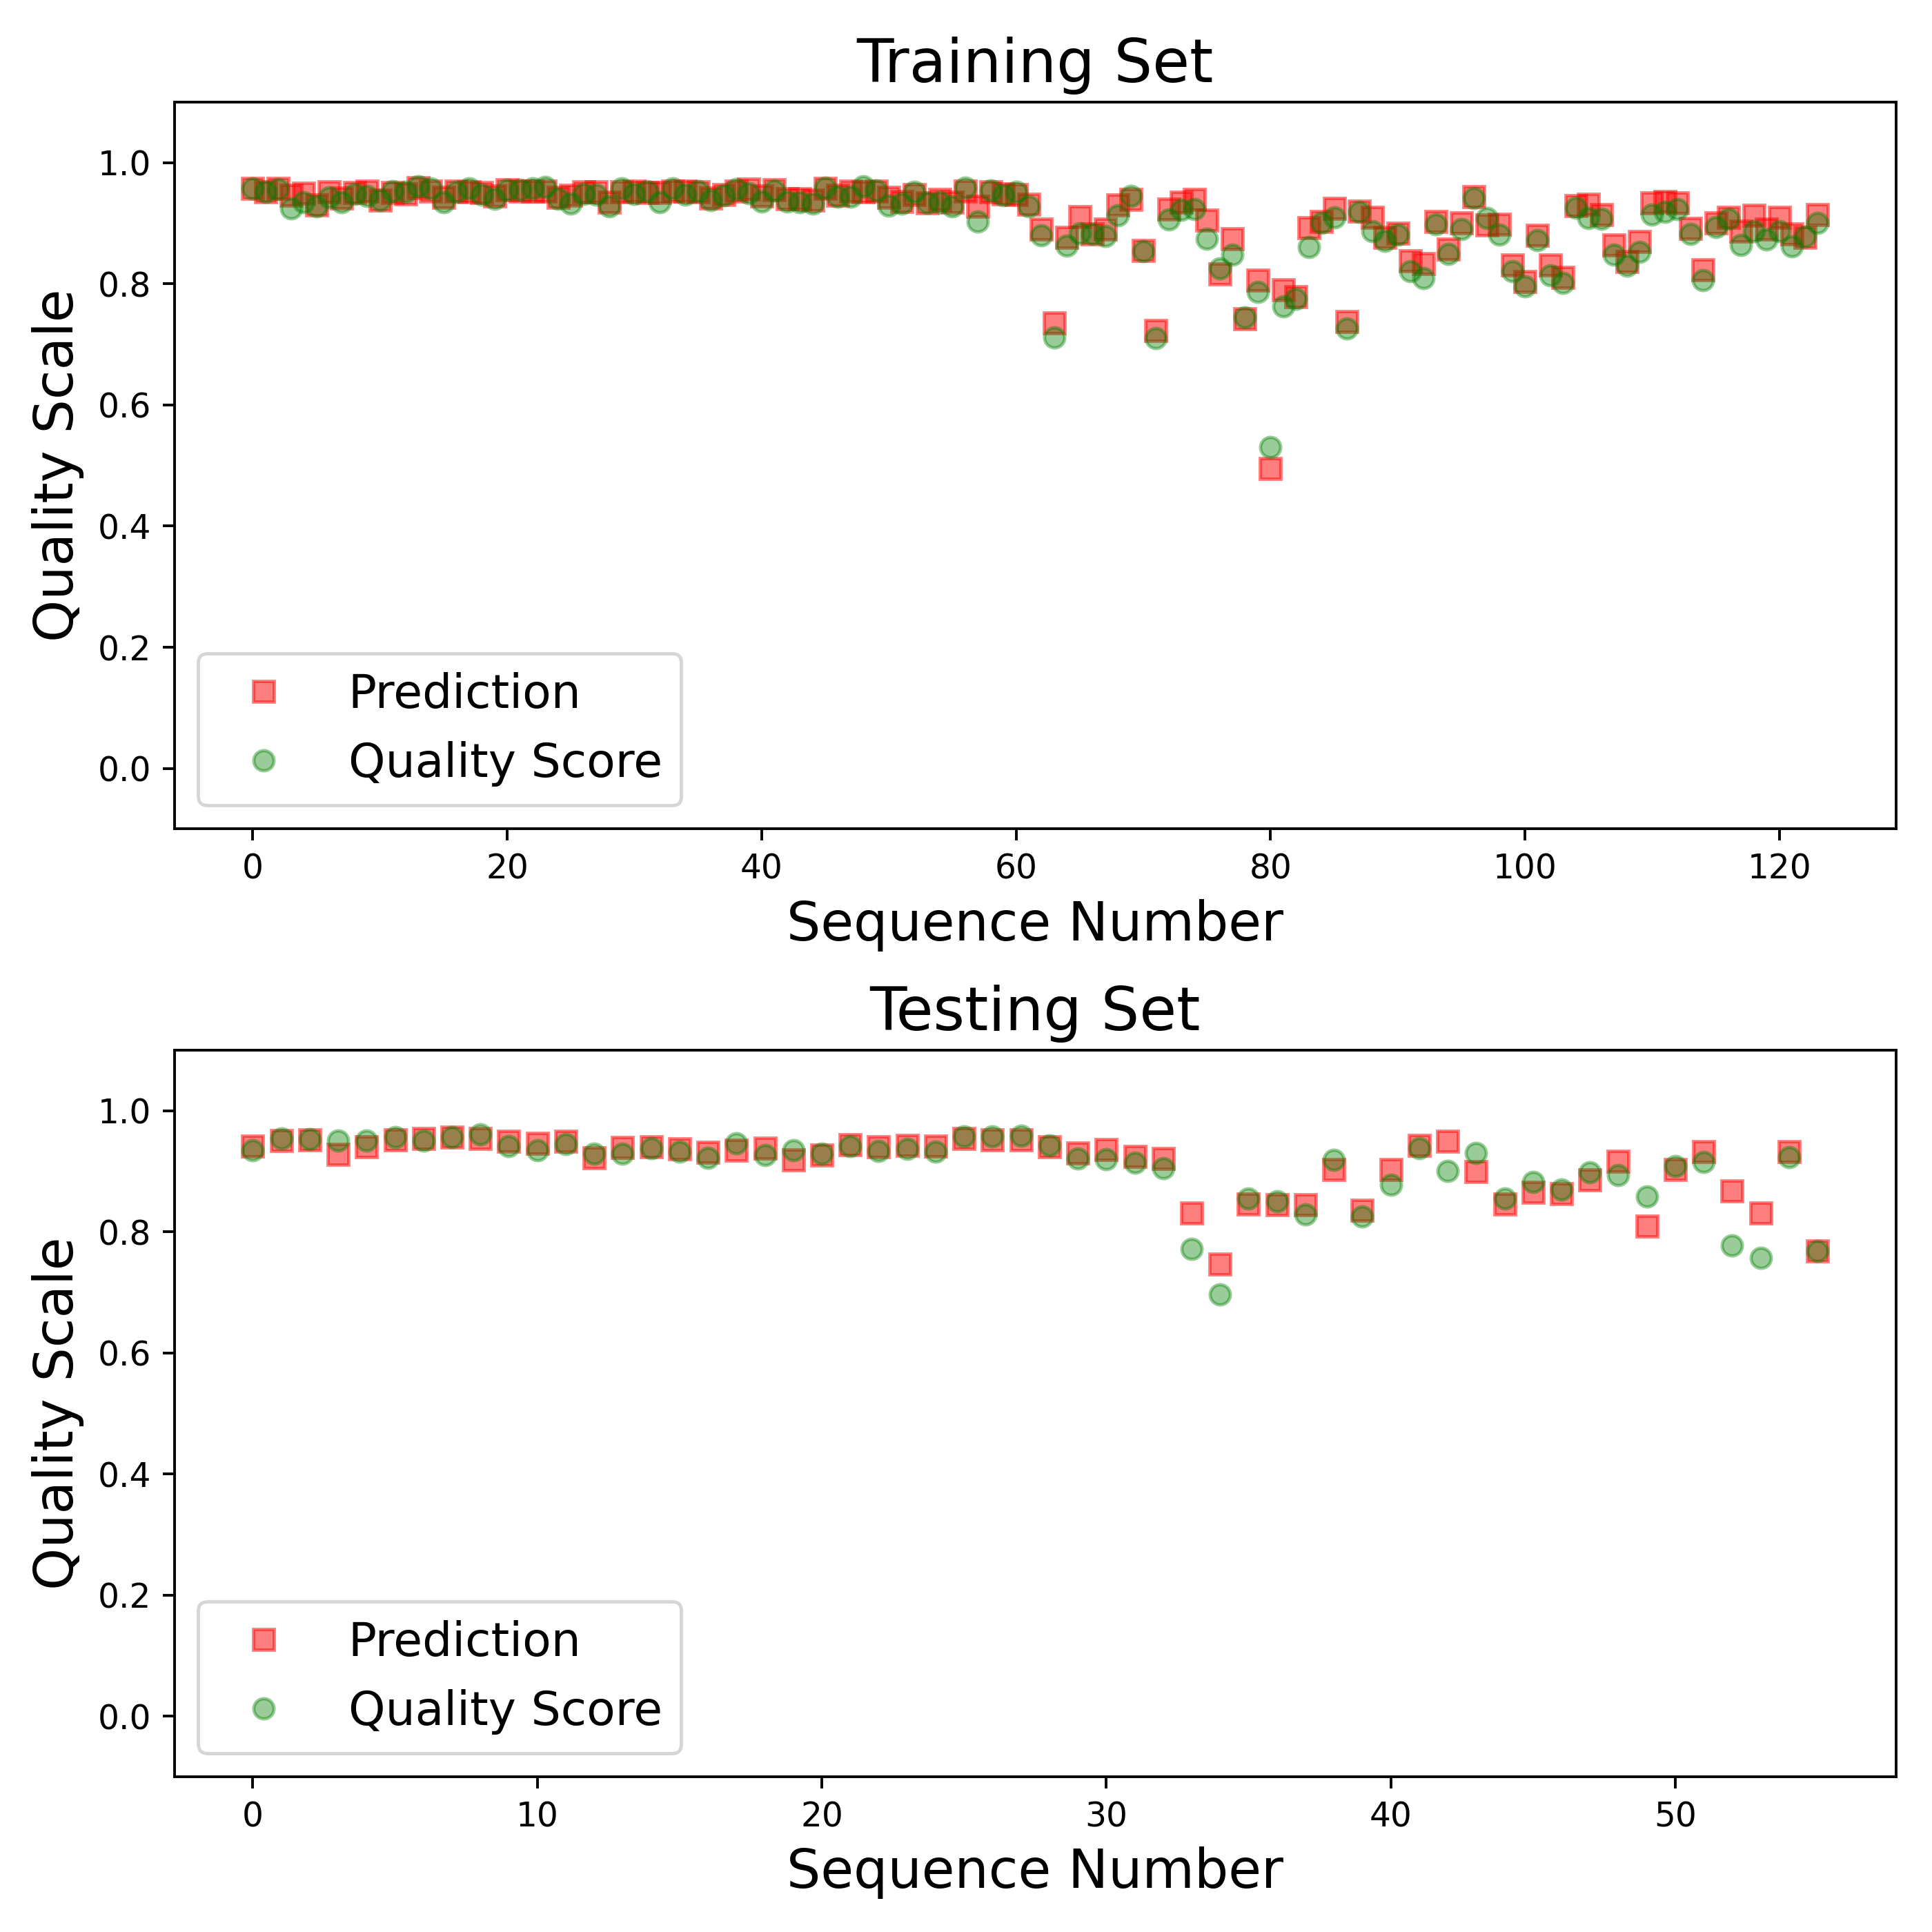 Training Set
Quality Scale
1.0
0.8
0.6
0.4
0.2
0.0
Prediction
Quality Score
0 20 40 60 80 100 120
Sequence Number
Testing Set
Quality Scale
1.0
0.8
0.6
0.4
0.2
0.0
Prediction
Quality Score
0 10 20 30 40 50
Sequence Number